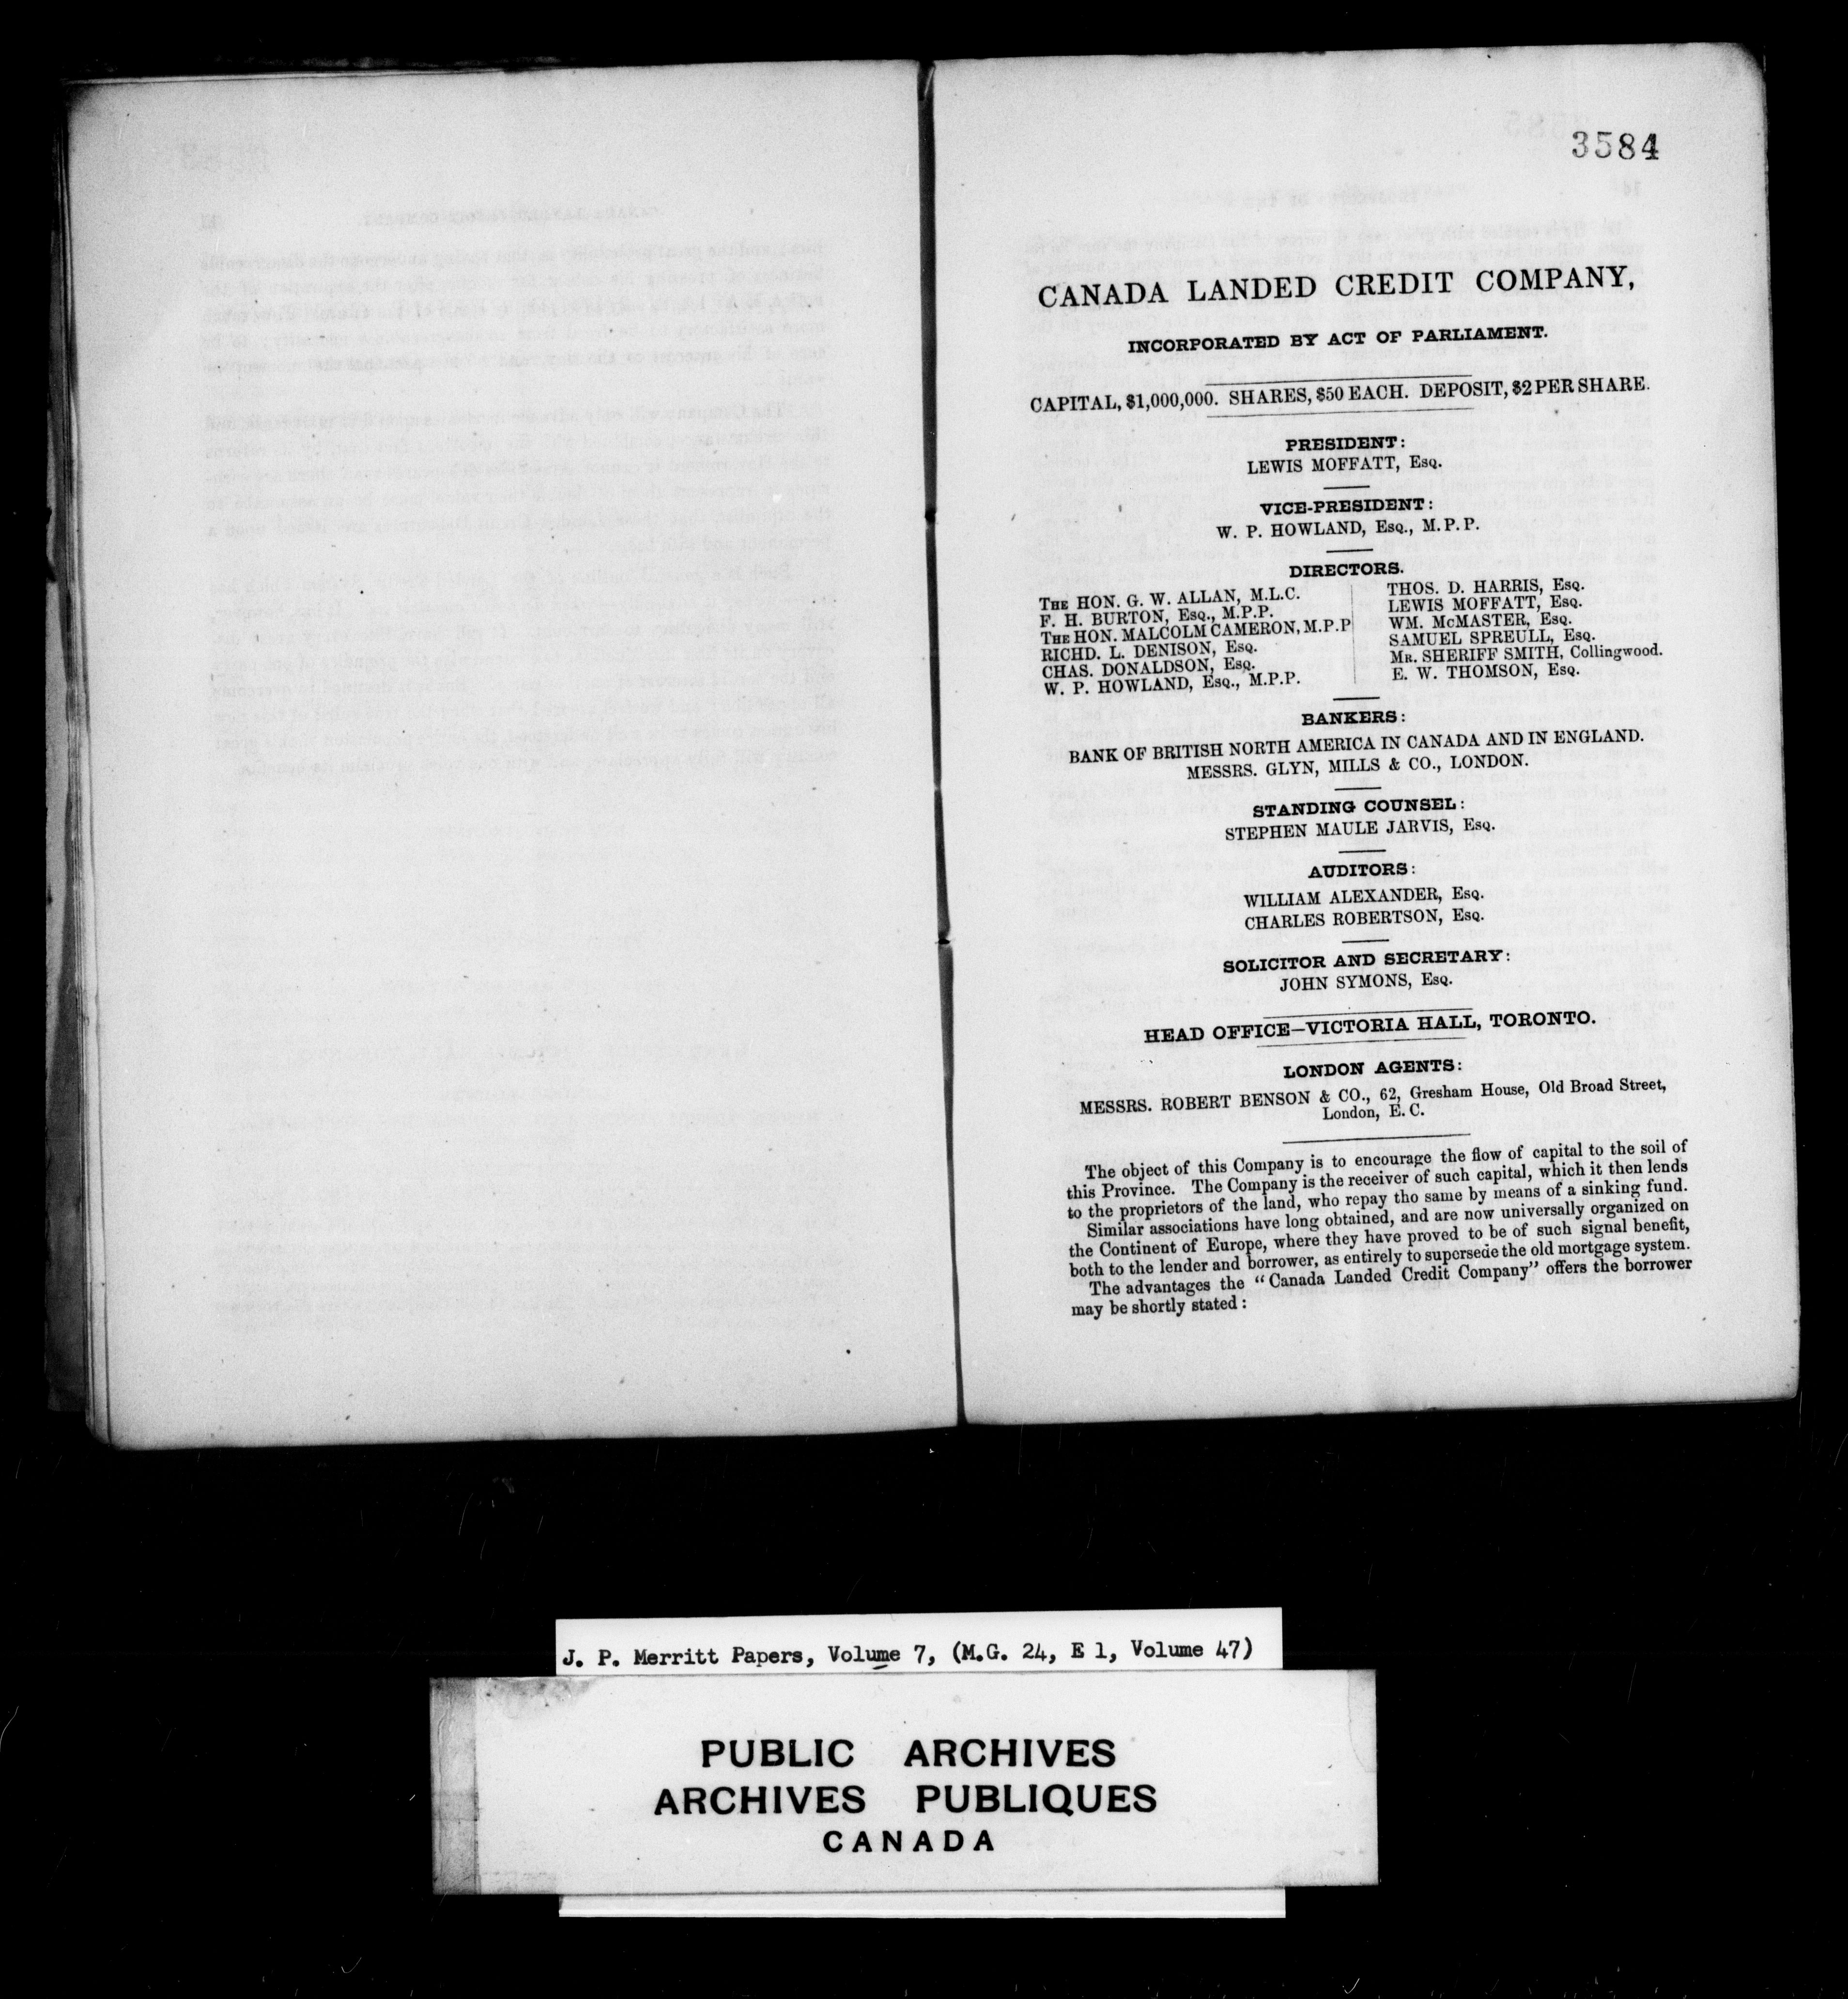 3584
CANADA LANDED CREDIT COMPANY,
INCORPORATED BY ACT OF PARLIAMENT.
CAPITAL, $1,000,000. SHARES, $50 EACH. DEPOSIT, $2 PER SHARE.
PRESIDENT:
LEWIS MOFFATT, Esq.
VICE-PRESIDENT:
W. P. HOWLAND, Esq., M.P.P.
DIRECTORS.
The HON. G. W. ALLAN, M.L.C.
F. H. BURTON, Esq., M.P.P.
The HON. MALCOLM CAMERON, M.P.P
RICHD. L. DENISON, Esq.
CHAS. DONALDSON, Esq.
W. P. HOWLAND, Esq., M.P.P.
THOS. D. HARRIS, Esq.
LEWIS MOFFATT, Esq.
WM. McMASTER, Esq.
SAMUEL SPREULL, Esq.
Mr. SHERIFF SMITH, Collingwood.
E. W. THOMSON, Esq.
BANKERS:
BANK OF BRITISH NORTH AMERICA IN CANADA AND IN ENGLAND.
MESSRS. GLYN, MILLS & CO., LONDON.
STANDING COUNSEL:
STEPHEN MAULE JARVIS, Esq.
AUDITORS:
WILLIAM ALEXANDER, Esq.
CHARLES ROBERTSON, Esq.
SOLICITOR AND SECRETARY:
JOHN SYMONS, Esq.
HEAD OFFICE—VICTORIA HALL, TORONTO.
LONDON AGENTS:
MESSRS. ROBERT BENSON & CO., 62, Gresham House, Old Broad Street,
London, E. C.
The object of this Company is to encourage the flow of capital to the soil of
this Province. The Company is the receiver of such capital, which it then lends
to the proprietors of the land, who repay tho same by means of a sinking fund.
Similar associations have long obtained, and are now universally organized on
the Continent of Europe, where they have proved to be of such signal benefit,
both to the lender and borrower, as entirely to supersede the old mortgage system.
The advantages the "Canada Landed Credit Company" offers the borrower
may be shortly stated:
J. P. Merritt Papers, Volume 7, (M.G. 24, E 1, Volume 47)
PUBLIC ARCHIVES
ARCHIVES PUBLIQUES
CANADA